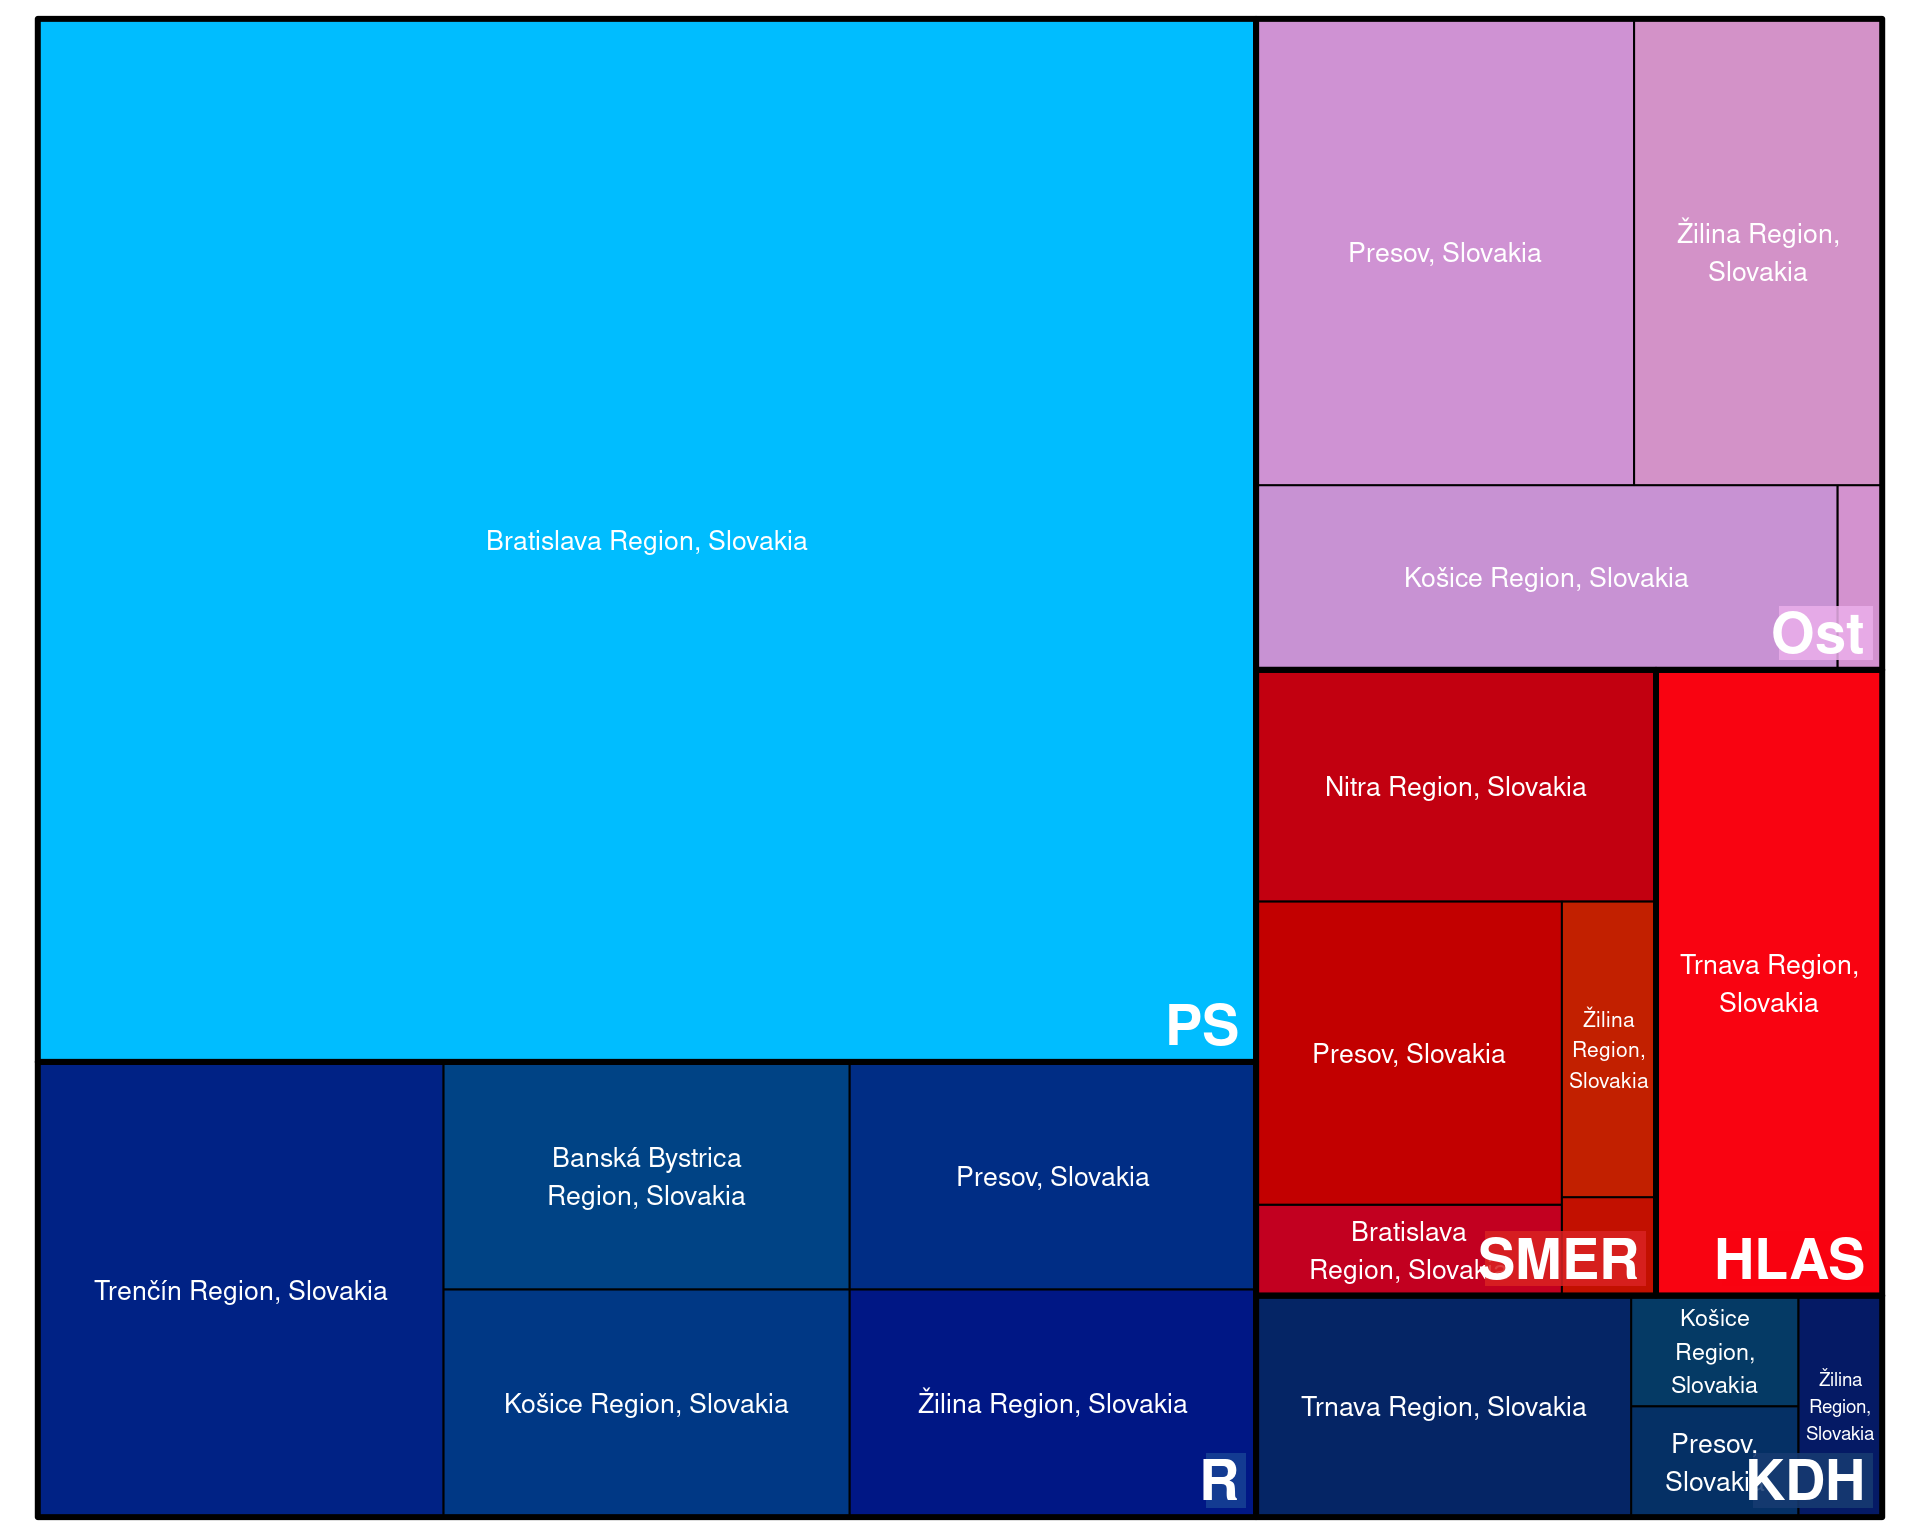 Bratislava Region, Slovakia
PS
Presov, Slovakia
Žilina Region,
Slovakia
Košice Region, Slovakia
Ost
Nitra Region, Slovakia
Presov, Slovakia
Žilina
Region,
Slovakia
Bratislava
Region, Slovakia
SMER
Trnava Region,
Slovakia
HLAS
Trenčín Region, Slovakia
Banská Bystrica
Region, Slovakia
Presov, Slovakia
Košice Region, Slovakia
Žilina Region, Slovakia
R
Trnava Region, Slovakia
Košice
Region,
Slovakia
Presov,
Slovakia
Žilina
Region,
Slovakia
KDH